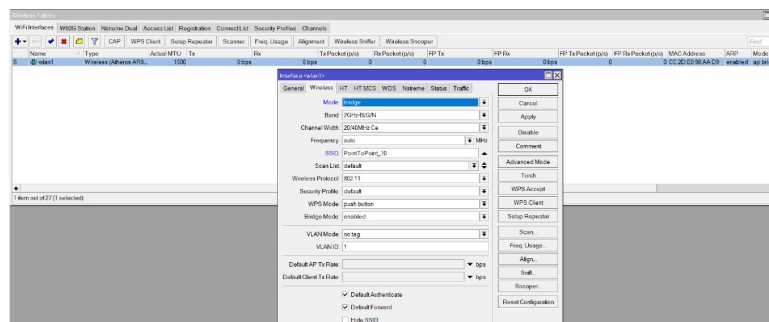 Wireless Tables
WiFi Interfaces W60G Station Nstreme Dual Access List Registration Connect List Security Profiles Channels
CAP WPS Client Setup Repeater Scanner Freq. Usage Alignment Wireless Sniffer Wireless Snooper
Find
Name Type Actual MTU Tx Rx Tx Packet (p/s) Rx Packet (p/s) FP Tx FP Rx FP Tx Packet (p/s) FP Rx Packet (p/s) MAC Address ARP Mode
S wlan1 Wireless (Atheros AR9... 1500 0 bps 0 bps 0 0 0 bps 0 bps 0 0 enabled ap bri
Interface <wlan1>
General Wireless HT HT MCS WDS Nstreme Status Traffic
OK
Mode: bridge
Cancel
Band: 2GHz-B/G/N
Apply
Channel Width: 20/40MHz Ce
Disable
Frequency: auto MHz
Comment
SSID: PointToPoint_10
Advanced Mode
Scan List: default
Torch
Wireless Protocol: 802.11
WPS Accept
Security Profile: default
WPS Client
WPS Mode: push button
Setup Repeater
Bridge Mode: enabled
Scan...
VLAN Mode: no tag
Freq. Usage...
VLAN ID: 1
Align...
Default AP Tx Rate: bps
Sniff...
Default Client Tx Rate: bps
Snooper...
Default Authenticate
Reset Configuration
Default Forward
Hide SSID
1 item out of 27 (1 selected)